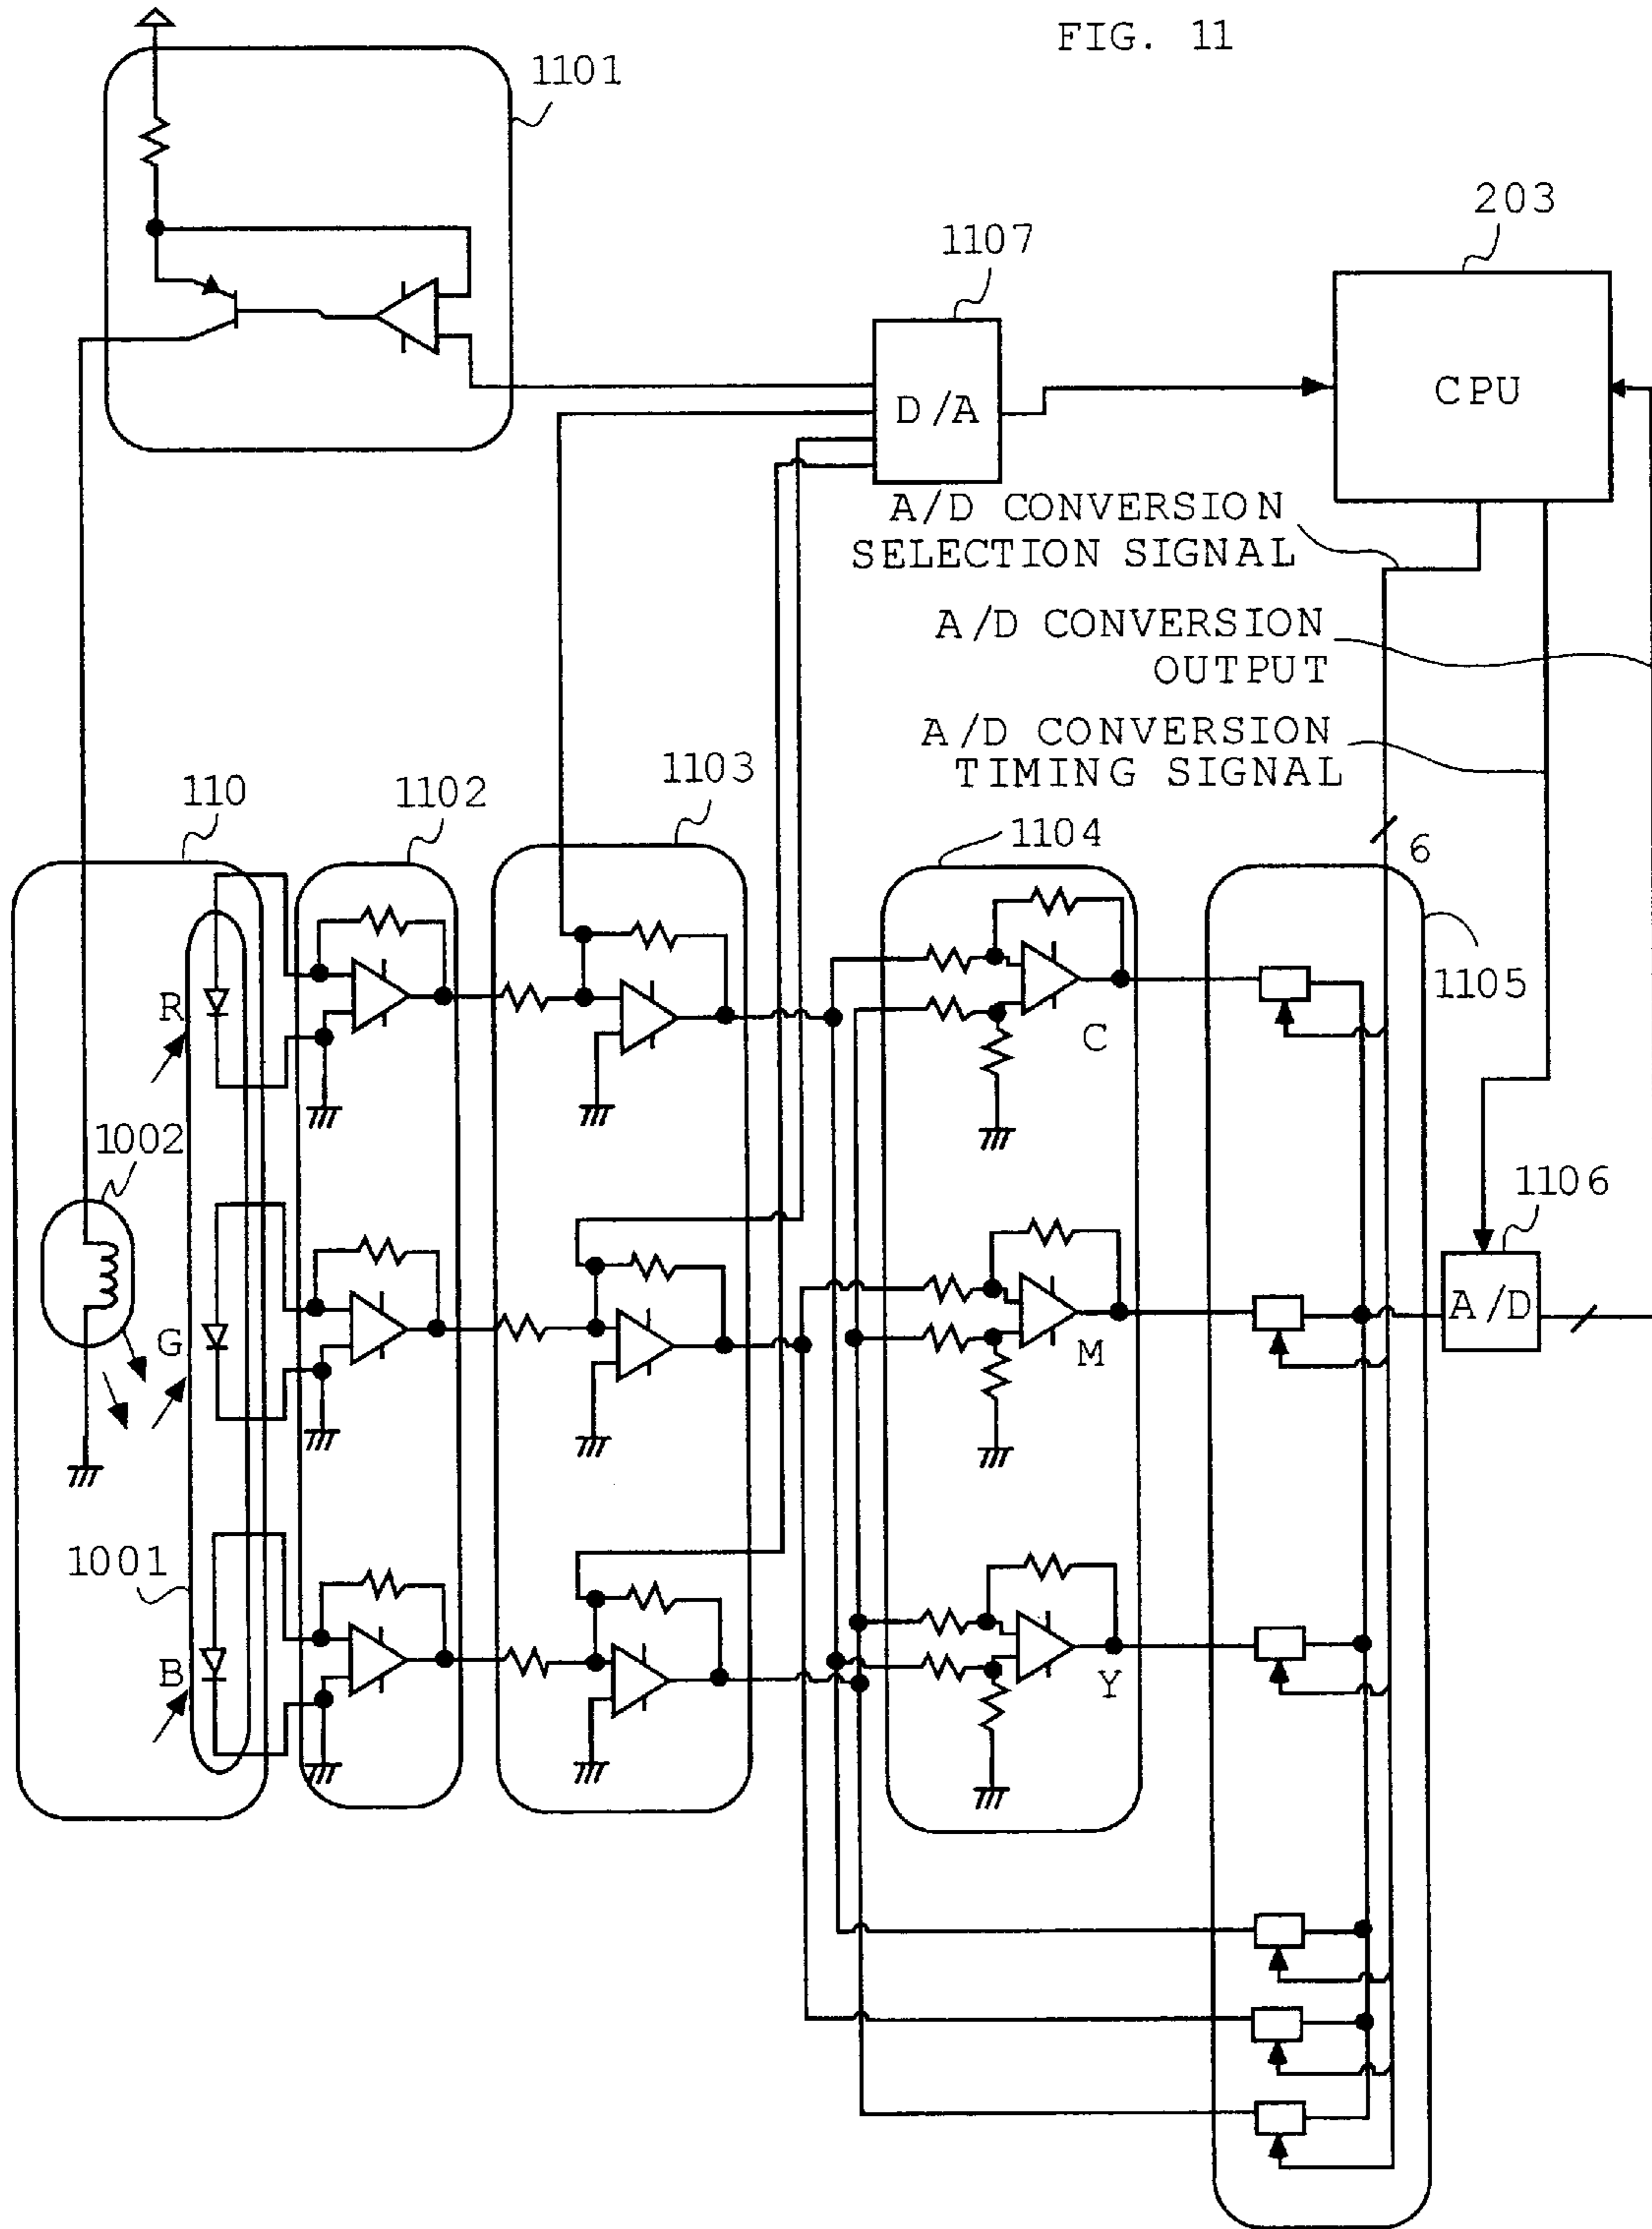 FIG. 11
1101
203
1107
D/A
CPU
A/D CONVERSION
SELECTION SIGNAL
A/D CONVERSION
OUTPUT
A/D CONVERSION
TIMING SIGNAL
110
1102
1103
1104
6
1105
R
C
1002
1106
G
M
A/D
1001
B
Y